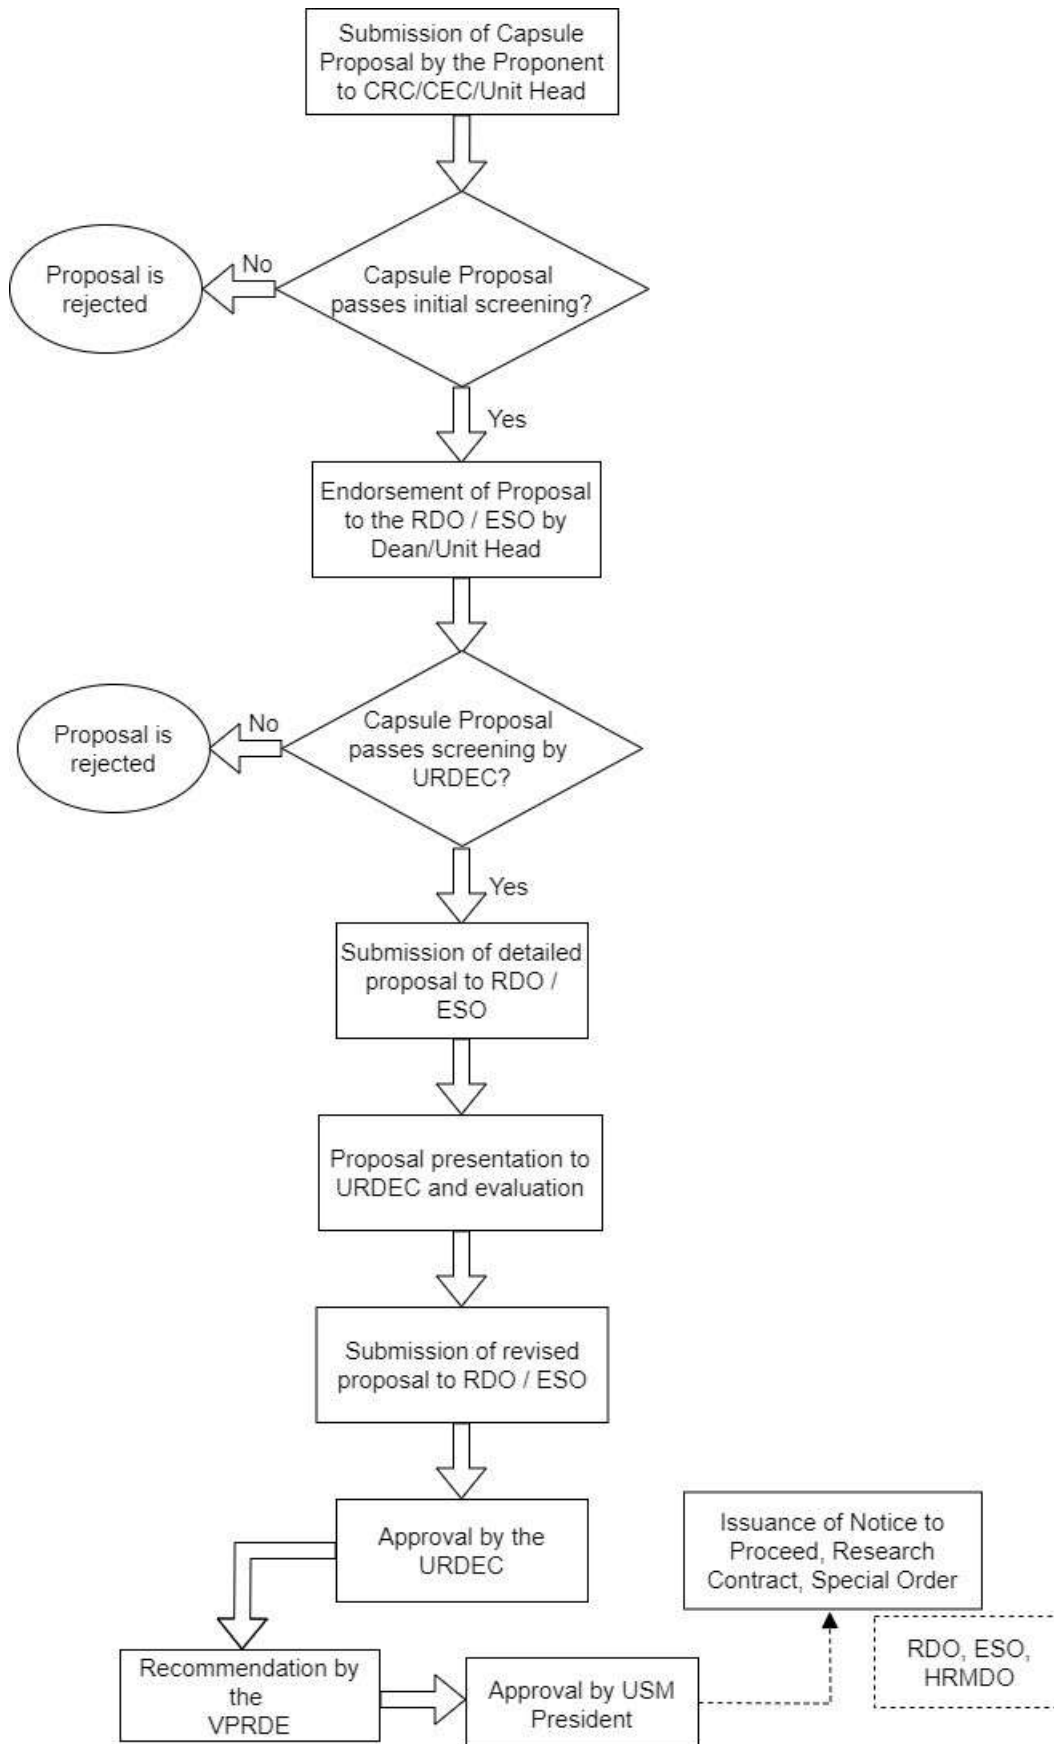 Submission of Capsule
Proposal by the Proponent
to CRC/CEC/Unit Head
No
Proposal is
rejected
Capsule Proposal
passes initial screening?
Yes
Endorsement of Proposal
to the RDO / ESO by
Dean/Unit Head
No
Proposal is
rejected
Capsule Proposal
passes screening by
URDEC?
Yes
Submission of detailed
proposal to RDO /
ESO
Proposal presentation to
URDEC and evaluation
Submission of revised
proposal to RDO / ESO
Approval by the
URDEC
Recommendation by
the
VPRDE
Approval by USM
President
Issuance of Notice to
Proceed, Research
Contract, Special Order
RDO, ESO,
HRMDO